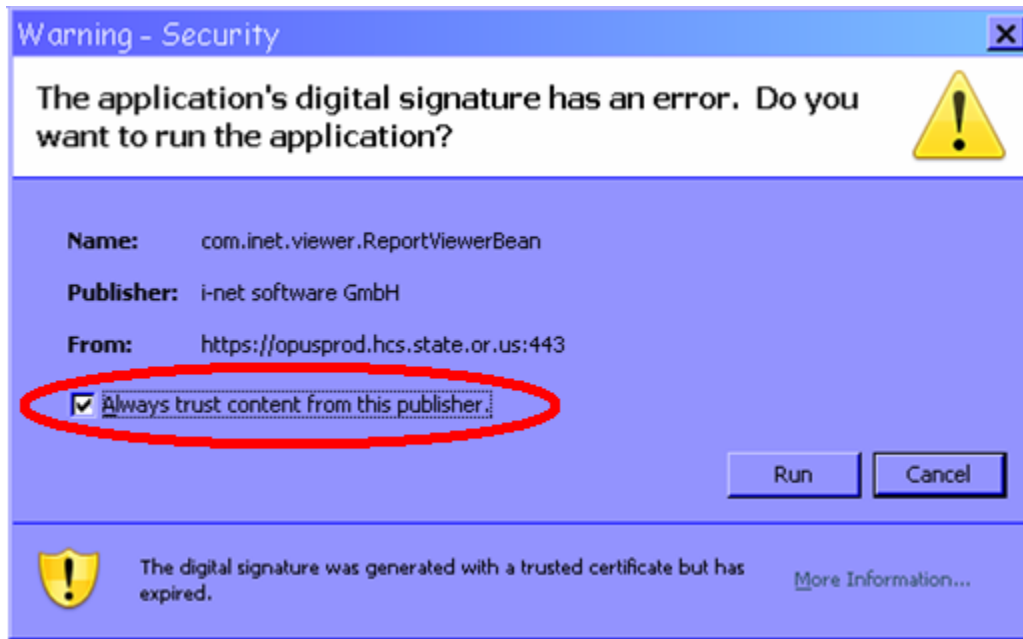 Warning - Security
The application's digital signature has an error. Do you
want to run the application?
Name: com.inet.viewer.ReportViewerBean
Publisher: i-net software GmbH
From: https://opusprod.hcs.state.or.us:443
Always trust content from this publisher.
Run Cancel
The digital signature was generated with a trusted certificate but has
expired.
More Information...